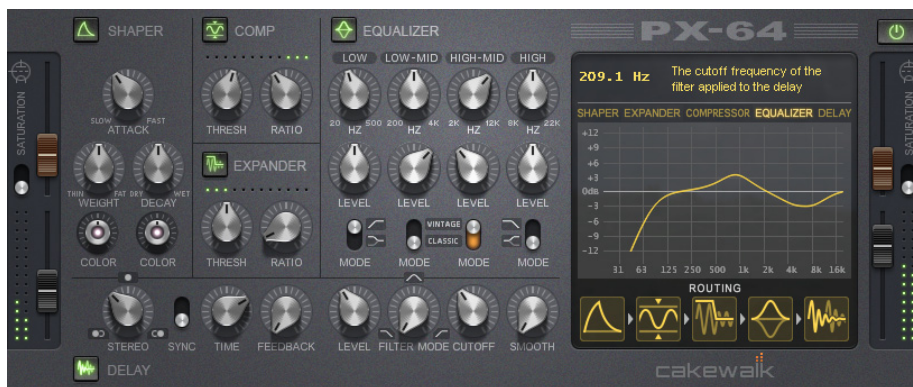 SHAPER
COMP
EQUALIZER
PX-64
LOW LOW-MID HIGH-MID HIGH
209.1 Hz
The cutoff frequency of the
filter applied to the delay
SATURATION
SLOW FAST
ATTACK
THRESH RATIO
20 HZ 500 200 HZ 4K 2K HZ 12K 6K HZ 22K
SHAPER EXPANDER COMPRESSOR EQUALIZER DELAY
SATURATION
+12
+9
+6
+3
0dB
-3
-6
-9
-12
31 63 125 250 500 1k 2k 4k 8k 16k
EXPANDER
THIN FAT DRY WET
WEIGHT DECAY
LEVEL LEVEL LEVEL LEVEL
VINTAGE
CLASSIC
COLOR COLOR
THRESH RATIO
MODE MODE MODE MODE
ROUTING
STEREO SYNC TIME FEEDBACK LEVEL FILTER MODE CUTOFF SMOOTH
DELAY
cakewalk